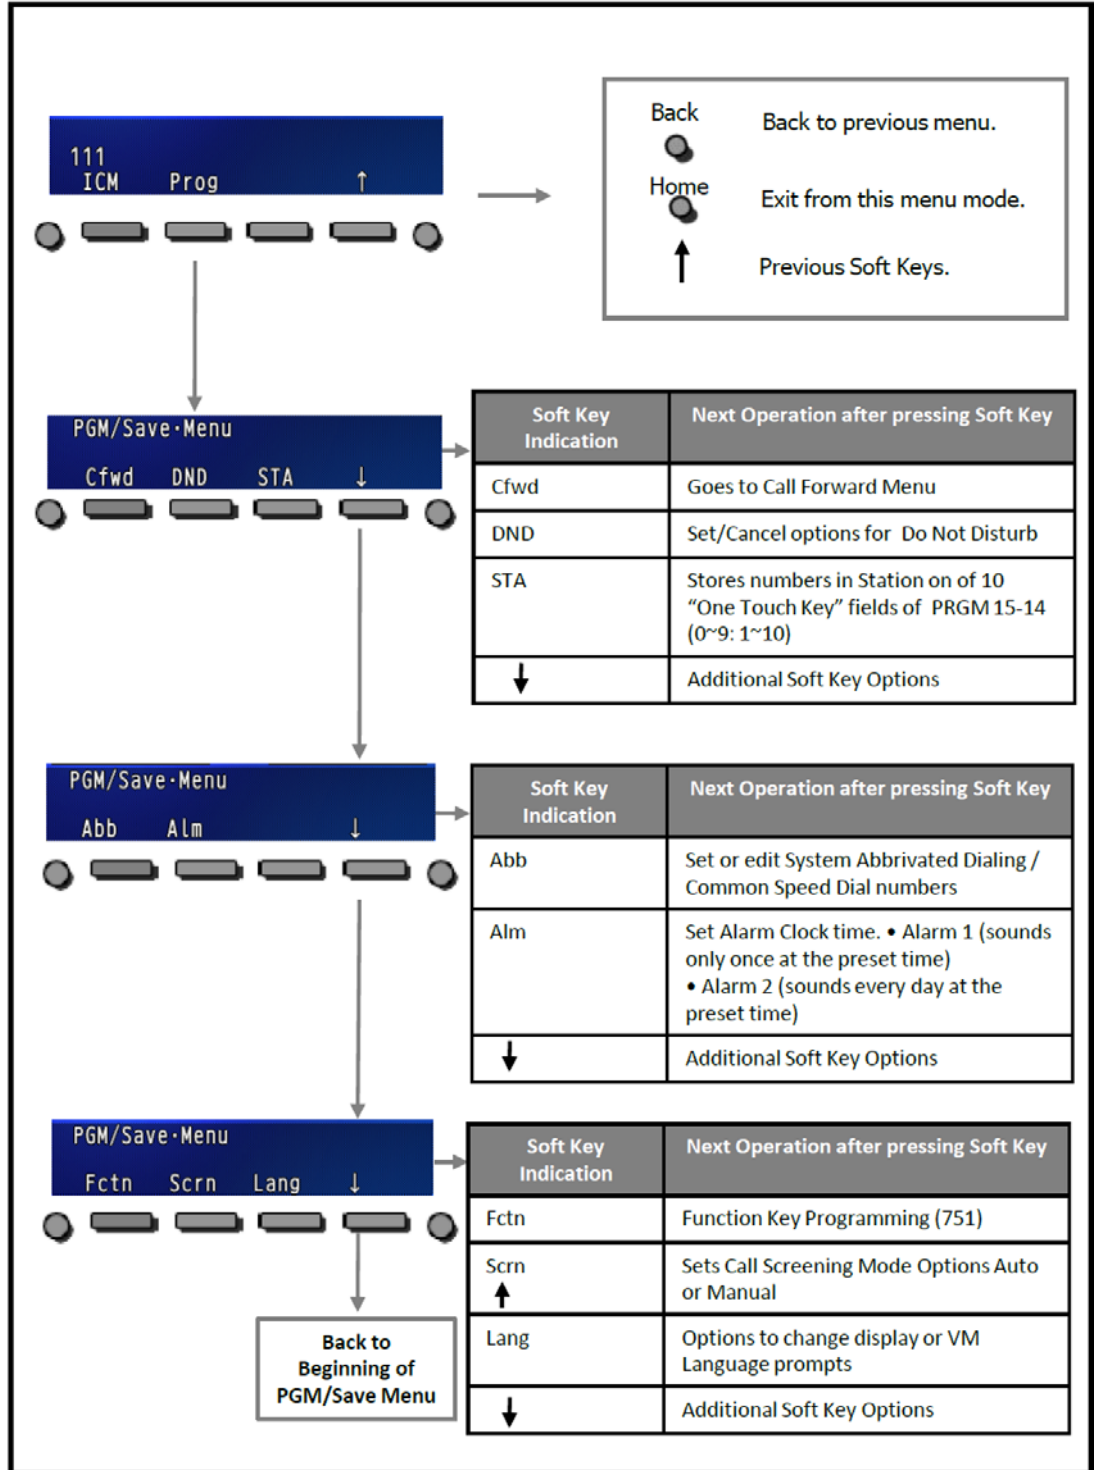 111
ICM Prog ↑
Back Back to previous menu.
Home Exit from this menu mode.
Previous Soft Keys.
PGM/Save·Menu
Cfwd DND STA ↓
Soft Key Indication Next Operation after pressing Soft Key
Cfwd Goes to Call Forward Menu
DND Set/Cancel options for Do Not Disturb
STA Stores numbers in Station on of 10
"One Touch Key" fields of PRGM 15-14
(0~9: 1~10)
Additional Soft Key Options
PGM/Save·Menu
Abb Alm ↓
Soft Key Indication Next Operation after pressing Soft Key
Abb Set or edit System Abbrivated Dialing /
Common Speed Dial numbers
Alm Set Alarm Clock time. • Alarm 1 (sounds
only once at the preset time)
• Alarm 2 (sounds every day at the
preset time)
Additional Soft Key Options
PGM/Save·Menu
Fctn Scrn Lang ↓
Soft Key Indication Next Operation after pressing Soft Key
Fctn Function Key Programming (751)
Scrn Sets Call Screening Mode Options Auto
or Manual
Lang Options to change display or VM
Language prompts
Additional Soft Key Options
Back to
Beginning of
PGM/Save Menu